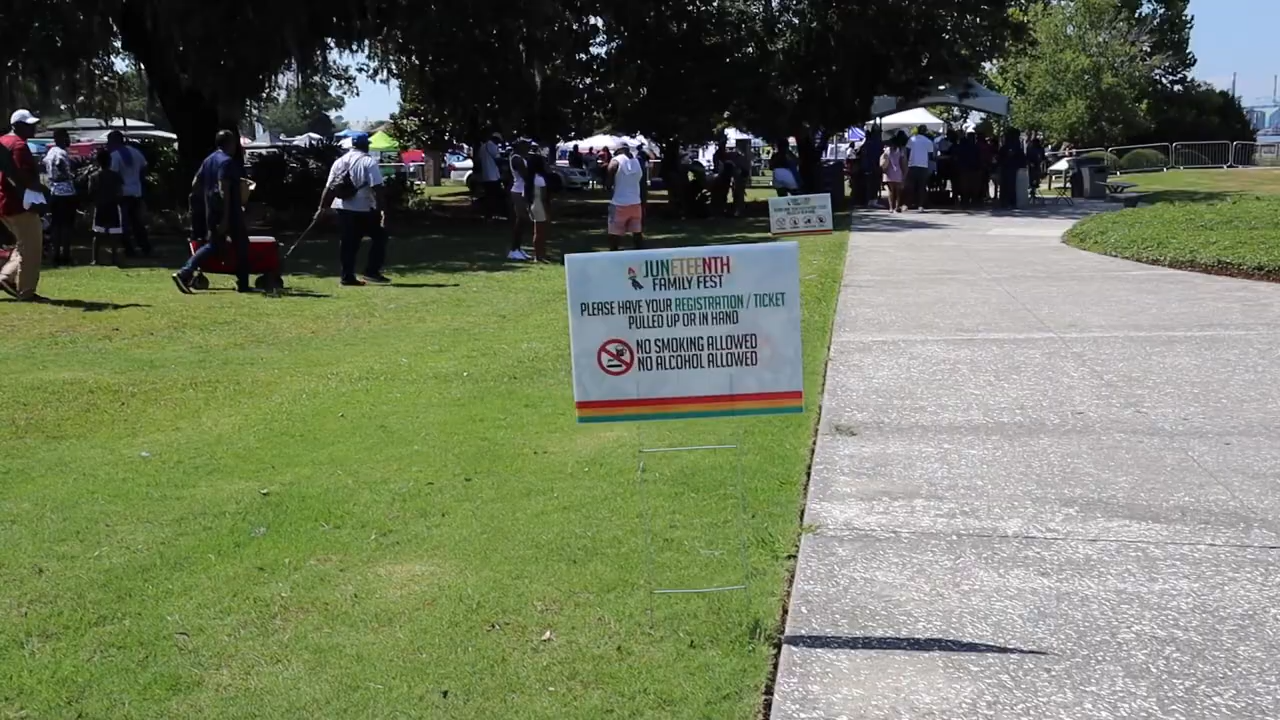 JUNETEENTH
FAMILY FEST
PLEASE HAVE YOUR REGISTRATION / TICKET
PULLED UP OR IN HAND
NO SMOKING ALLOWED
NO ALCOHOL ALLOWED